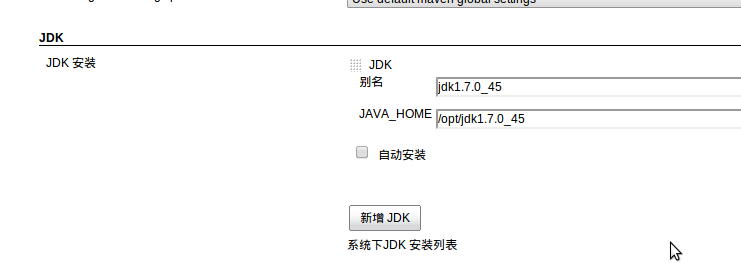 Use default maven global settings
JDK
JDK 安装
JDK
别名
jdk1.7.0_45
JAVA_HOME
/opt/jdk1.7.0_45
自动安装
新增 JDK
系统下JDK 安装列表